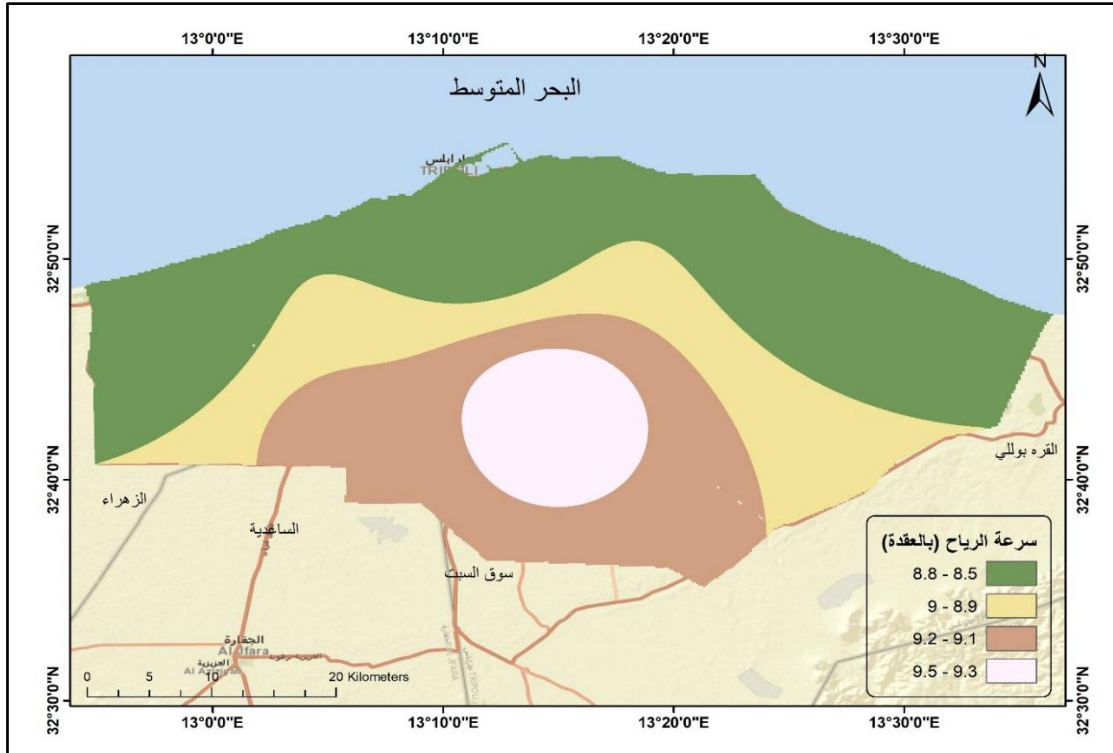 13°0'0"E 13°10'0"E 13°20'0"E 13°30'0"E
N
البحر المتوسط
طرابلس
TRIPOLI
32°50'0"N 32°50'0"N
القره بوللي
32°40'0"N 32°40'0"N
الزهراء
الساعدية
سوق السبت
سرعة الرياح (بالعقدة)
8.8 - 8.5
9 - 8.9
9.2 - 9.1
9.5 - 9.3
الجفارة
Al Jfara
العزيزية
Al Aziziyah
0 5 10 20 Kilometers
32°30'0"N 32°30'0"N
13°0'0"E 13°10'0"E 13°20'0"E 13°30'0"E